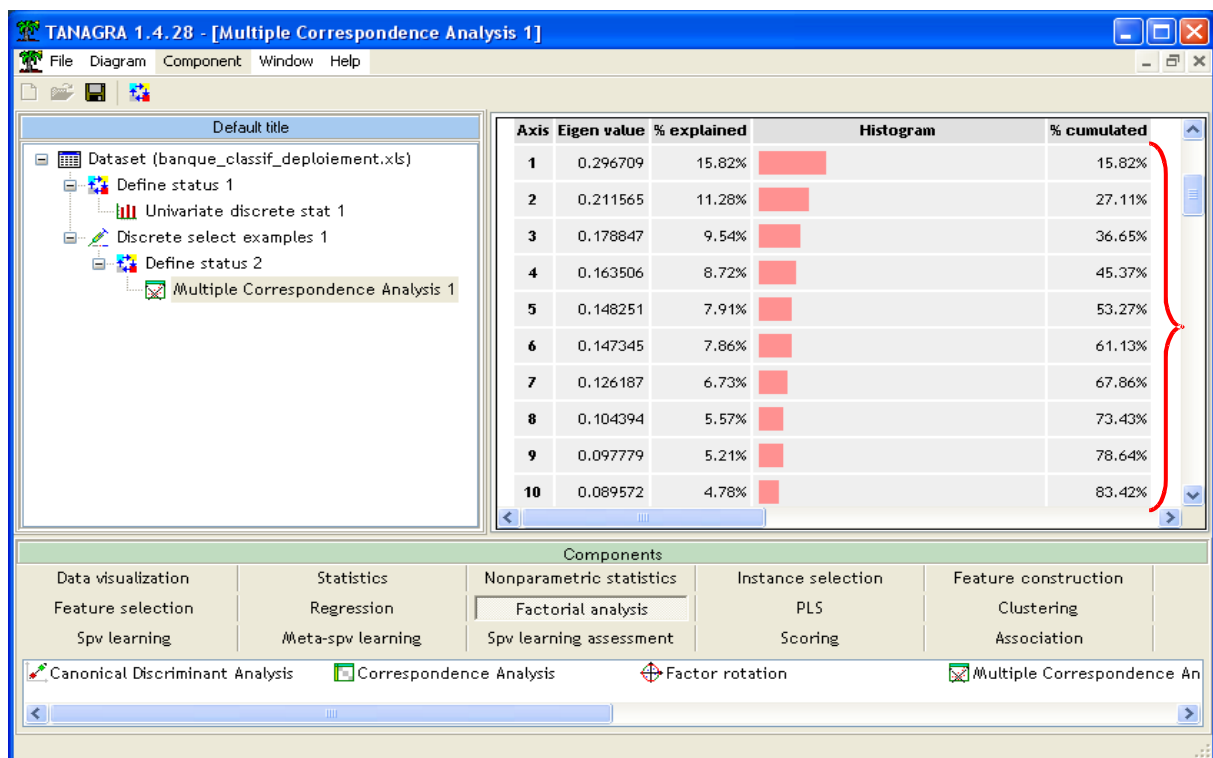 TANAGRA 1.4.28 - [Multiple Correspondence Analysis 1]
File Diagram Component Window Help
Default title
Dataset (banque_classif_deploiement.xls)
Define status 1
Univariate discrete stat 1
Discrete select examples 1
Define status 2
Multiple Correspondence Analysis 1
Axis Eigen value % explained Histogram % cumulated
1 0.296709 15.82% 15.82%
2 0.211565 11.28% 27.11%
3 0.178847 9.54% 36.65%
4 0.163506 8.72% 45.37%
5 0.148251 7.91% 53.27%
6 0.147345 7.86% 61.13%
7 0.126187 6.73% 67.86%
8 0.104394 5.57% 73.43%
9 0.097779 5.21% 78.64%
10 0.089572 4.78% 83.42%
Components
Data visualization Statistics Nonparametric statistics Instance selection Feature construction
Feature selection Regression Factorial analysis PLS Clustering
Spv learning Meta-spv learning Spv learning assessment Scoring Association
Canonical Discriminant Analysis Correspondence Analysis Factor rotation Multiple Correspondence An